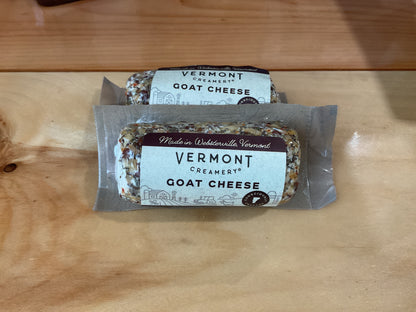 VERMONT
CREAMERY®
GOAT CHEESE
Made in Websterville, Vermont
VERMONT
CREAMERY®
GOAT CHEESE